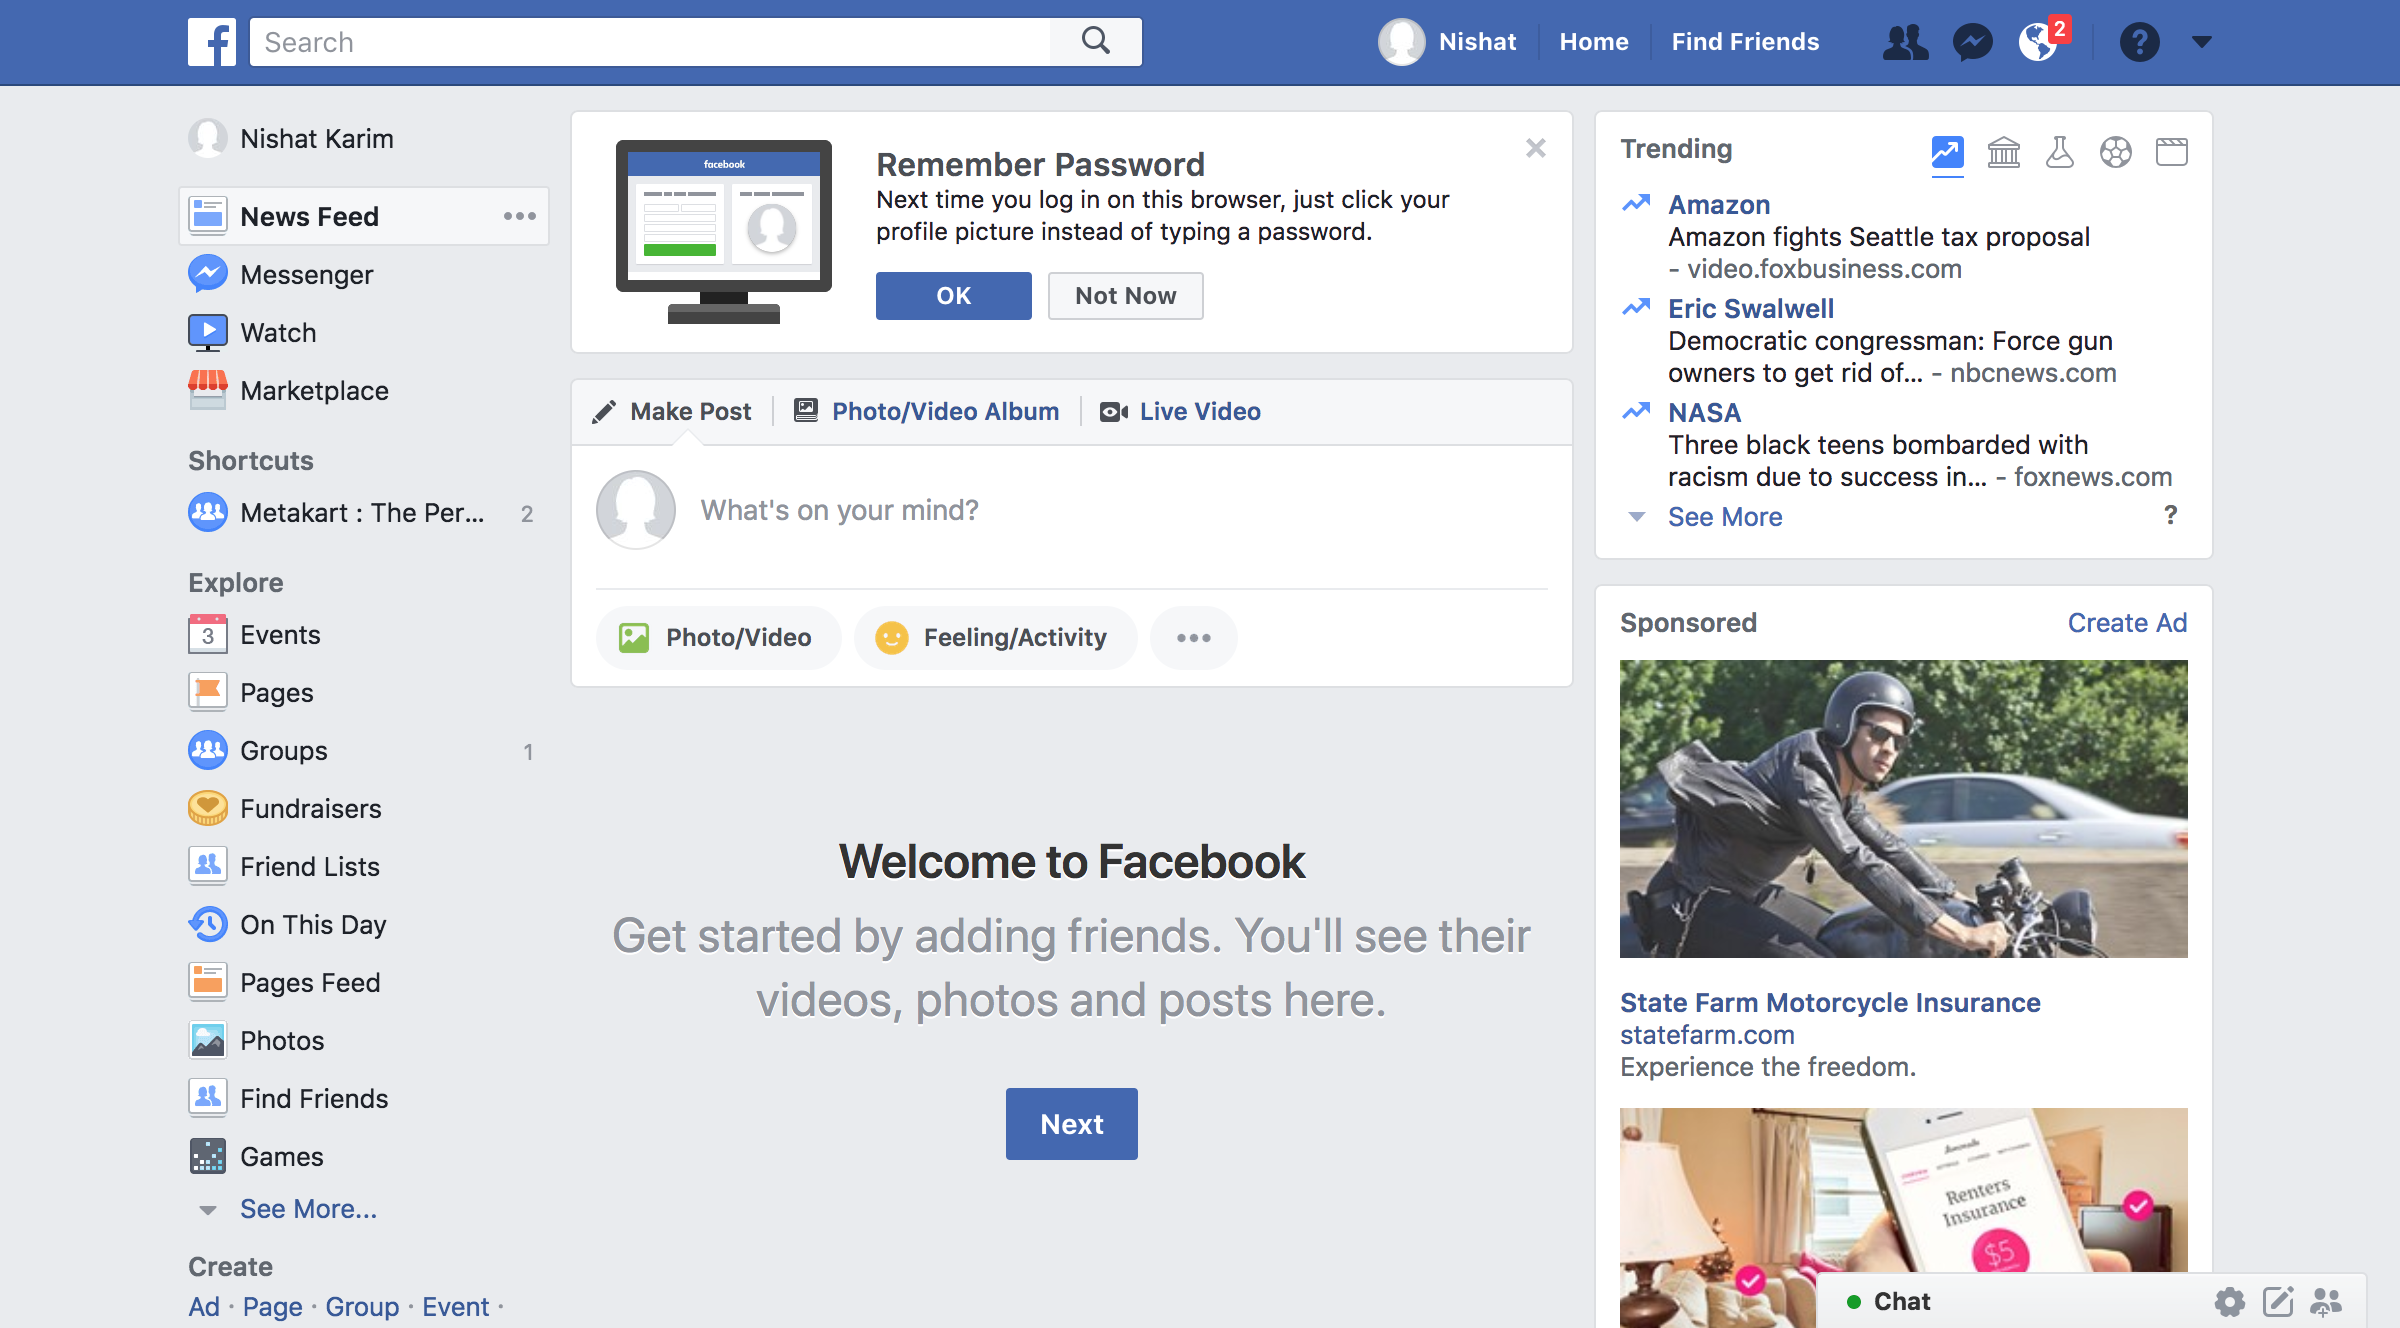 f
Search
Nishat
Home
Find Friends
2
?
Nishat Karim
News Feed
Messenger
Watch
Marketplace
Shortcuts
Metakart : The Per...
2
Explore
3
Events
Pages
Groups
1
Fundraisers
Friend Lists
On This Day
Pages Feed
Photos
Find Friends
Games
See More...
Create
Ad · Page · Group · Event ·
facebook
Remember Password
Next time you log in on this browser, just click your
profile picture instead of typing a password.
OK
Not Now
Make Post
Photo/Video Album
Live Video
What's on your mind?
Photo/Video
Feeling/Activity
Welcome to Facebook
Get started by adding friends. You'll see their
videos, photos and posts here.
Next
Trending
Amazon
Amazon fights Seattle tax proposal
- video.foxbusiness.com
Eric Swalwell
Democratic congressman: Force gun
owners to get rid of... - nbcnews.com
NASA
Three black teens bombarded with
racism due to success in... - foxnews.com
See More
?
Sponsored
Create Ad
State Farm Motorcycle Insurance
statefarm.com
Experience the freedom.
Renters
Insurance
$5
Chat